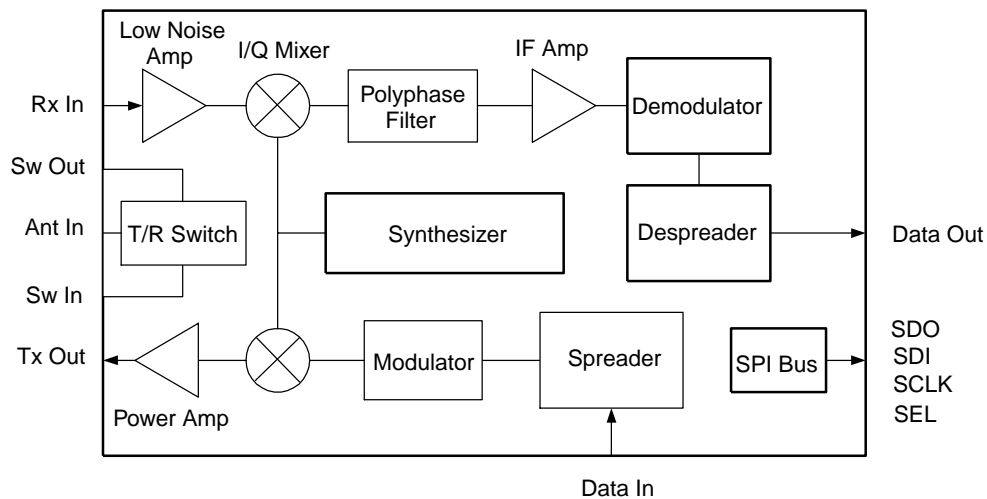 Low Noise
Amp
I/Q Mixer
IF Amp
Rx In
Polyphase
Filter
Demodulator
Sw Out
Ant In
T/R Switch
Synthesizer
Despreader
Data Out
Sw In
Tx Out
Modulator
Spreader
SPI Bus
SDO
SDI
SCLK
SEL
Power Amp
Data In